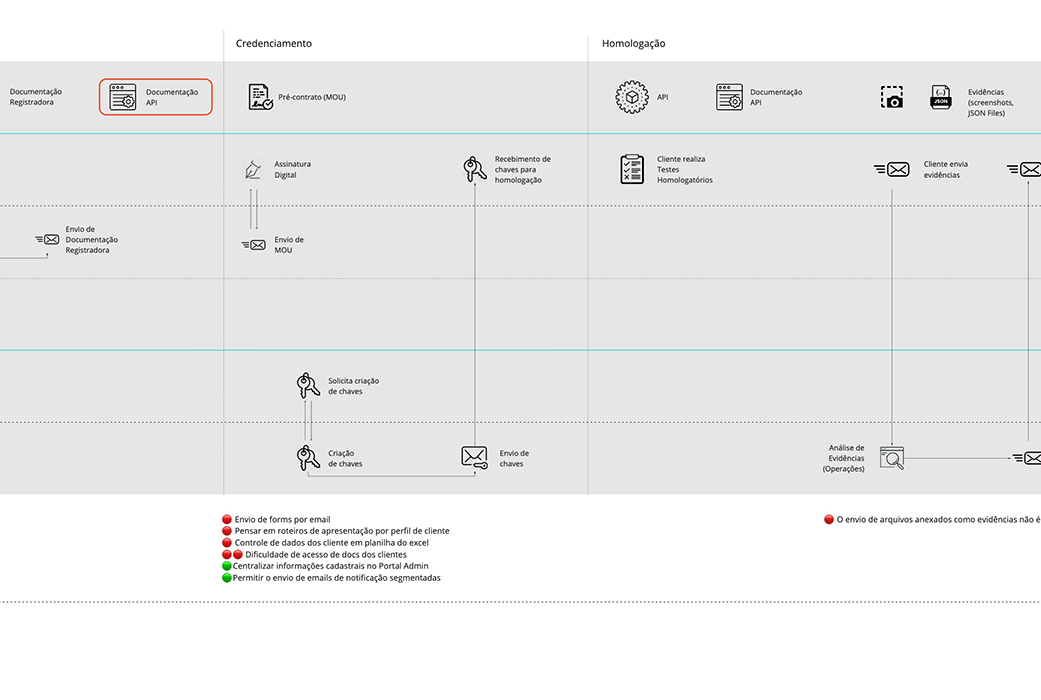 Credenciamento
Homologação
Documentação
Registradora
Documentação
API
Pré-contrato (MOU)
API
Documentação
API
{..}
JSON
Evidências
(screenshots,
JSON Files)
Assinatura
Digital
Recebimento de
chaves para
homologação
Cliente realiza
Testes
Homologatórios
Cliente envia
evidências
Envio de
Documentação
Registradora
Envio de
MOU
Solicita criação
de chaves
Criação
de chaves
Envio de
chaves
Análise de
Evidências
(Operações)
Envio de forms por email
Pensar em roteiros de apresentação por perfil de cliente
Controle de dados dos cliente em planilha do excel
Dificuldade de acesso de docs dos clientes
Centralizar informações cadastrais no Portal Admin
Permitir o envio de emails de notificação segmentadas
O envio de arquivos anexados como evidências não é